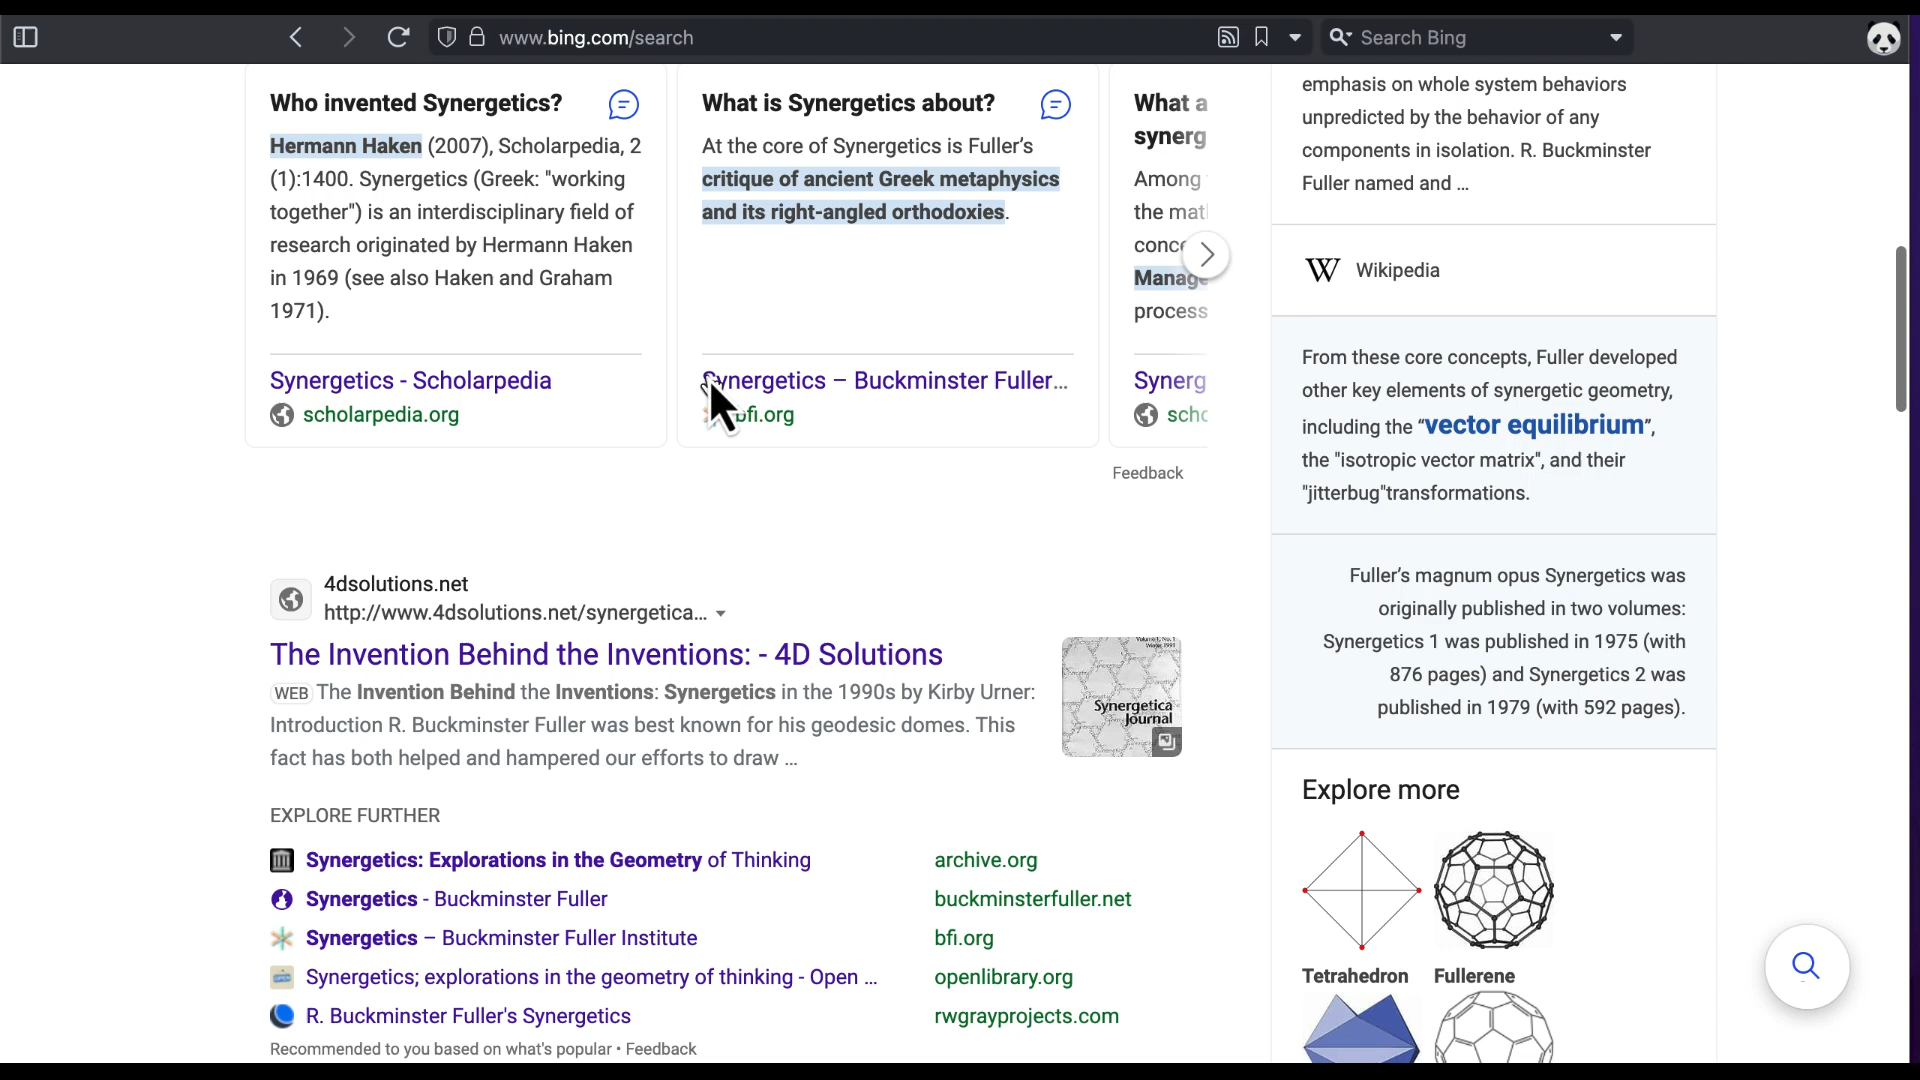 www.bing.com/search
Search Bing
Who invented Synergetics?
Hermann Haken (2007), Scholarpedia, 2
(1):1400. Synergetics (Greek: "working
together") is an interdisciplinary field of
research originated by Hermann Haken
in 1969 (see also Haken and Graham
1971).
Synergetics - Scholarpedia
scholarpedia.org
What is Synergetics about?
At the core of Synergetics is Fuller's
critique of ancient Greek metaphysics
and its right-angled orthodoxies.
Synergetics – Buckminster Fuller...
bfi.org
What a
synerg
Among
the mat
conce
Manage
process
Synerg
scho
Feedback
4dsolutions.net
http://www.4dsolutions.net/synergetica...
The Invention Behind the Inventions: - 4D Solutions
WEB The Invention Behind the Inventions: Synergetics in the 1990s by Kirby Urner:
Introduction R. Buckminster Fuller was best known for his geodesic domes. This
fact has both helped and hampered our efforts to draw ...
Synergetica
Journal
EXPLORE FURTHER
Synergetics: Explorations in the Geometry of Thinking archive.org
Synergetics - Buckminster Fuller buckminsterfuller.net
Synergetics – Buckminster Fuller Institute bfi.org
Synergetics; explorations in the geometry of thinking - Open ... openlibrary.org
R. Buckminster Fuller's Synergetics rwgrayprojects.com
Recommended to you based on what's popular • Feedback
emphasis on whole system behaviors
unpredicted by the behavior of any
components in isolation. R. Buckminster
Fuller named and ...
W Wikipedia
From these core concepts, Fuller developed
other key elements of synergetic geometry,
including the “vector equilibrium”,
the "isotropic vector matrix", and their
"jitterbug"transformations.
Fuller's magnum opus Synergetics was
originally published in two volumes:
Synergetics 1 was published in 1975 (with
876 pages) and Synergetics 2 was
published in 1979 (with 592 pages).
Explore more
Tetrahedron Fullerene